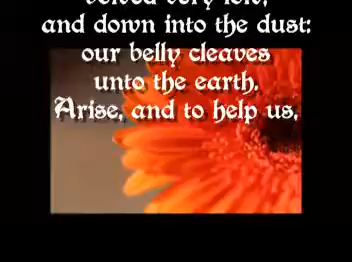 and down into the dust:
our belly cleaves
unto the earth.
Arise, and to help us,